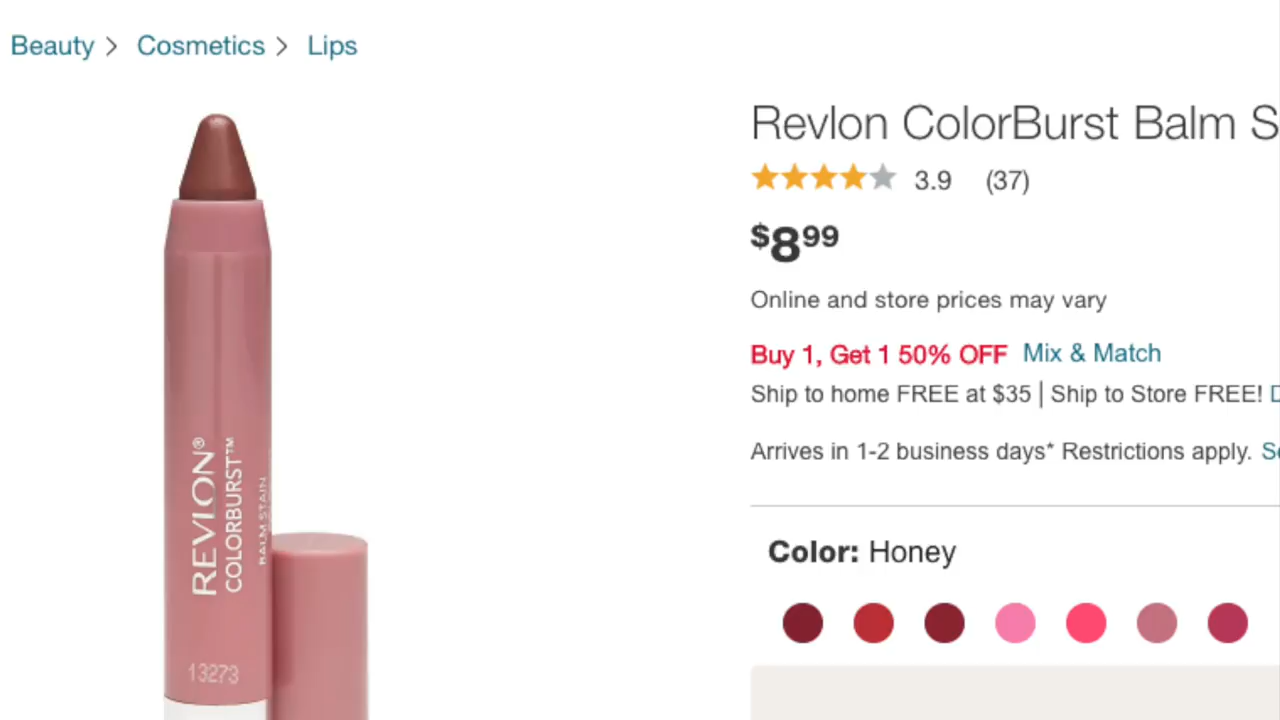 Beauty > Cosmetics > Lips
Revlon ColorBurst Balm S
3.9 (37)
$8.99
Online and store prices may vary
Buy 1, Get 1 50% OFF Mix & Match
Ship to home FREE at $35 | Ship to Store FREE!
Arrives in 1-2 business days* Restrictions apply.
Color: Honey
REVLON®
COLORBURST™
BALM STAIN
13273